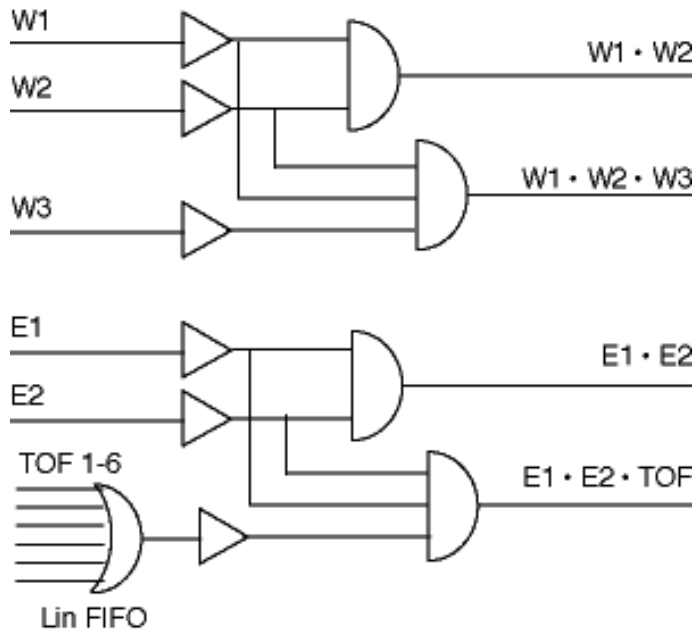 W1
W1 • W2
W2
W1 • W2 • W3
W3
E1
E1 • E2
E2
TOF 1-6
E1 • E2 • TOF
Lin FIFO